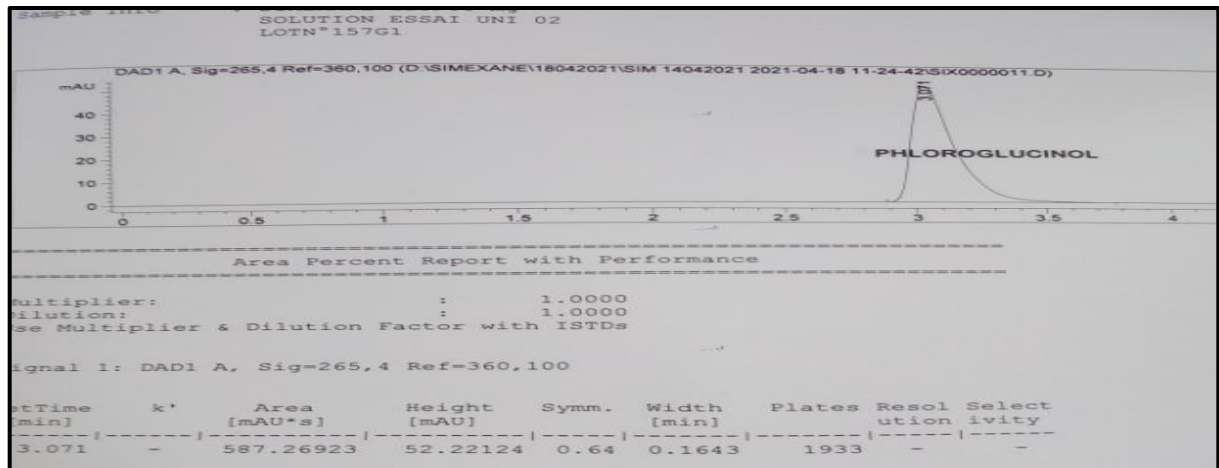 Sample Info
SOLUTION ESSAI UNI 02
LOTN°157G1
DAD1 A, Sig=265,4 Ref=360,100 (D:\SIMEXANE\18042021\SIM 14042021 2021-04-18 11-24-42\SIX0000011.D)
mAU
3.071
40
30
PHLOROGLUCINOL
20
10
0
0 0.5 1 1.5 2 2.5 3 3.5 4
Area Percent Report with Performance
ultiplier: : 1.0000
ilution: : 1.0000
se Multiplier & Dilution Factor with ISTDs
ignal 1: DAD1 A, Sig=265,4 Ref=360,100
etTime k' Area Height Symm. Width Plates Resol Select
[min] [mAU*s] [mAU] [min] ution ivity
3.071 - 587.26923 52.22124 0.64 0.1643 1933 - -